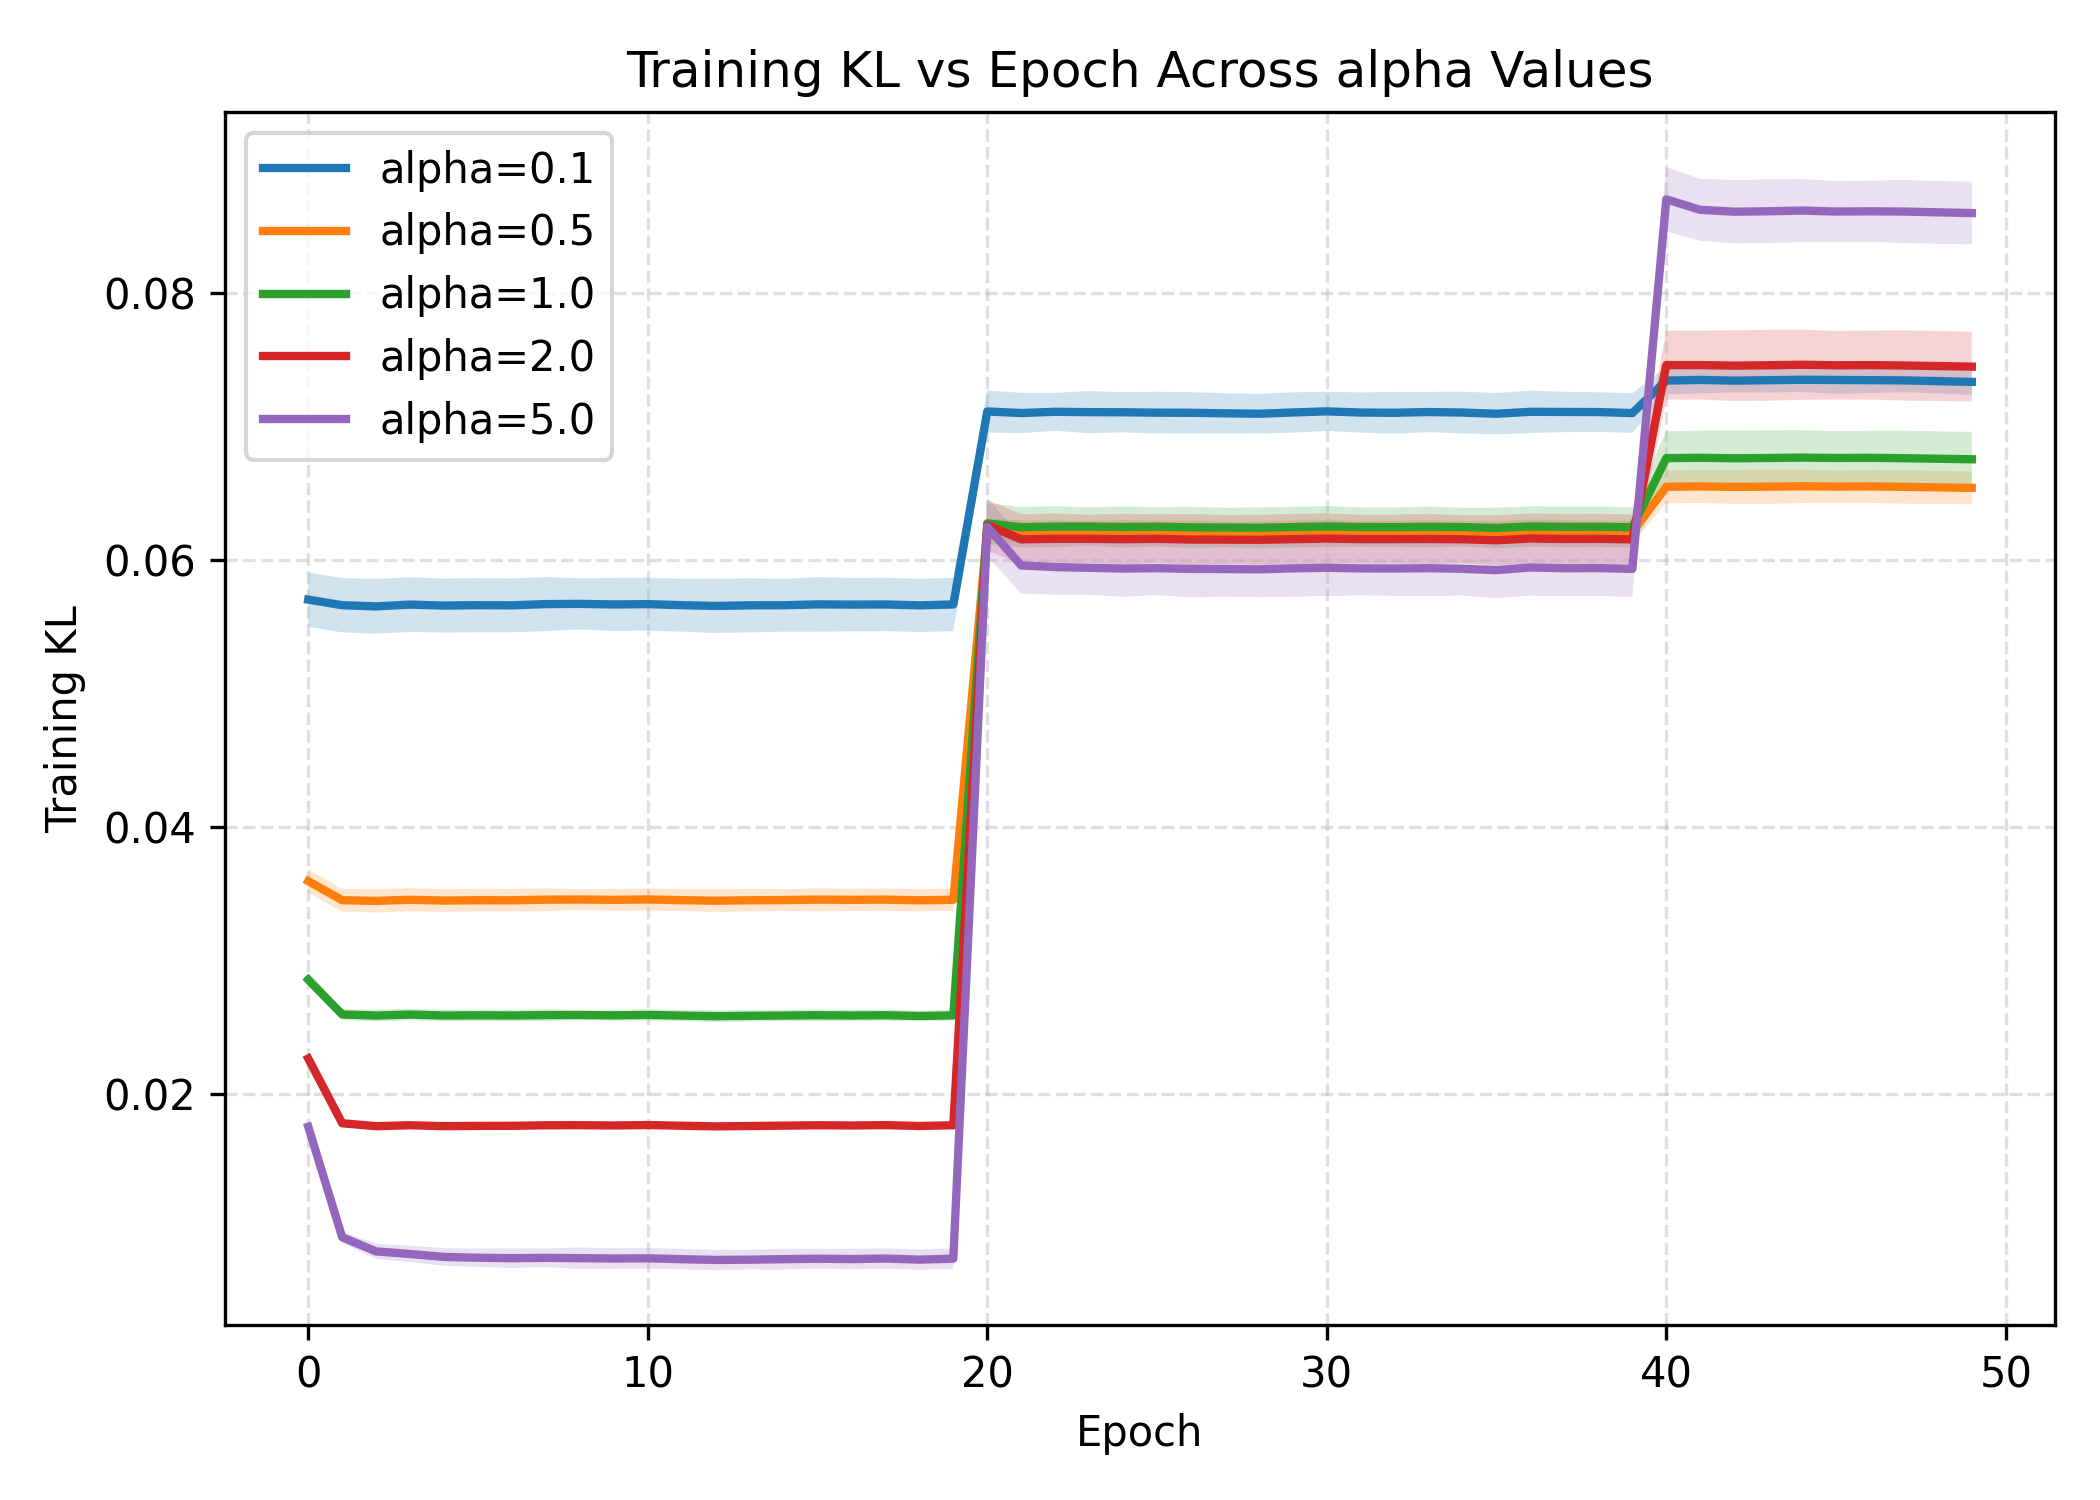 Training KL vs Epoch Across alpha Values
alpha=0.1
alpha=0.5
alpha=1.0
alpha=2.0
alpha=5.0
Training KL
0.08
0.06
0.04
0.02
0 10 20 30 40 50
Epoch